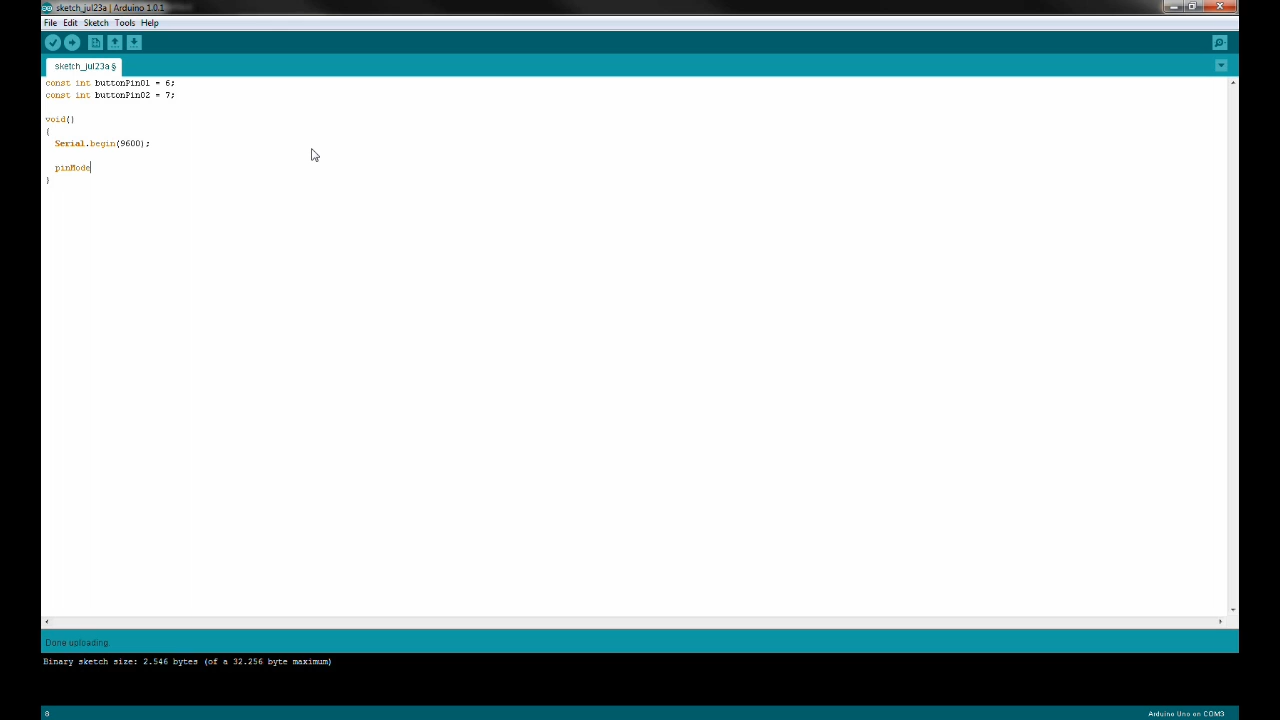 sketch_jul23a | Arduino 1.0.1
File Edit Sketch Tools Help
sketch_jul23a §
const int buttonPin01 = 6;
const int buttonPin02 = 7;
void()
{
Serial.begin(9600);
pinMode
}
Done uploading.
Binary sketch size: 2.546 bytes (of a 32.256 byte maximum)
8
Arduino Uno on COM3